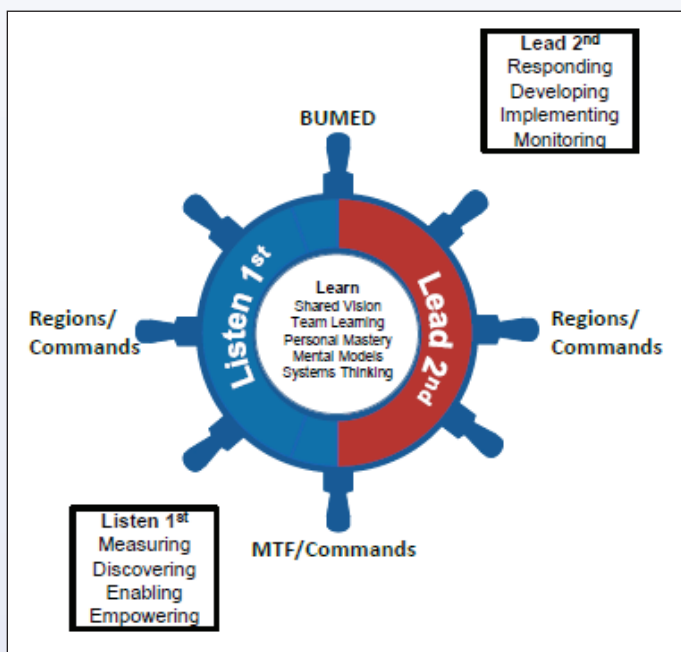 Lead 2nd
Responding
Developing
Implementing
Monitoring
BUMED
Listen 1st
Lead 2nd
Learn
Shared Vision
Team Learning
Personal Mastery
Mental Models
Systems Thinking
Regions/
Commands
Regions/
Commands
Listen 1st
Measuring
Discovering
Enabling
Empowering
MTF/Commands